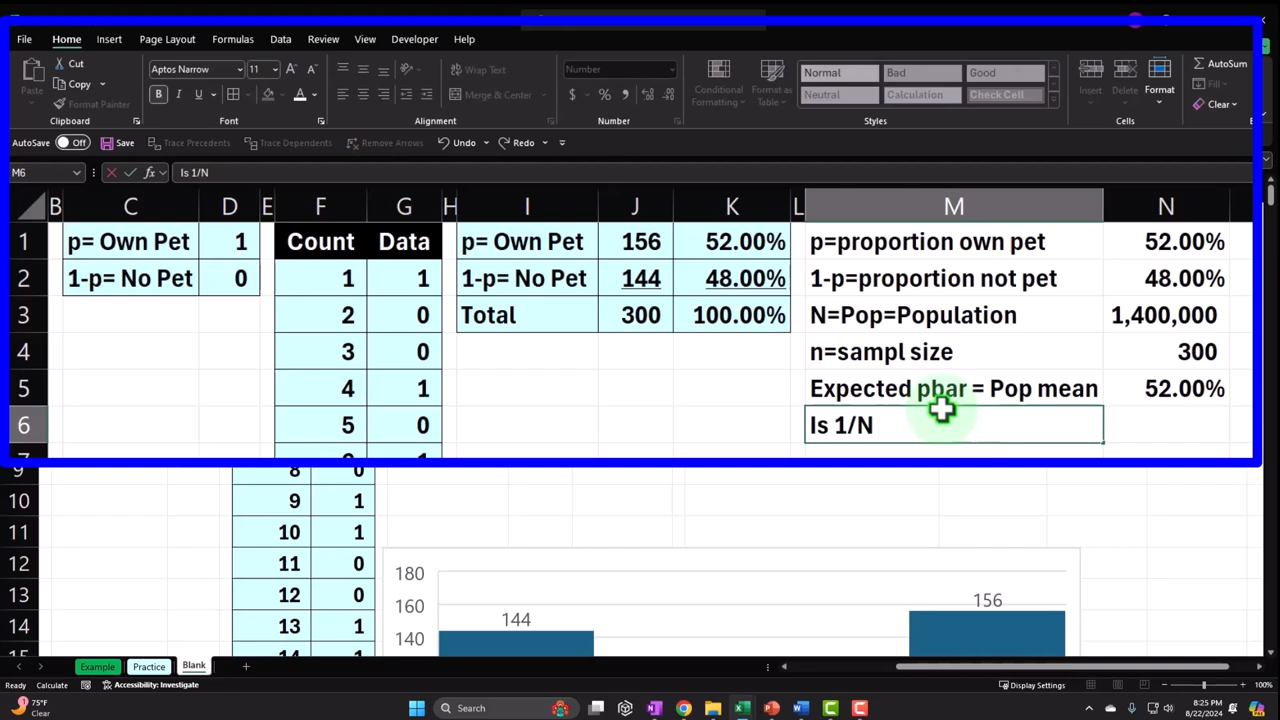 File Home Insert Page Layout Formulas Data Review View Developer Help
Paste Cut Copy Format Painter Clipboard
Aptos Narrow 11 A A B I U A Font
Wrap Text Merge & Center Alignment
Number $ % Number
Conditional Formatting Format as Table Normal Bad Good Neutral Calculation Check Cell Styles
Insert Delete Format Cells
AutoSum Fill Clear
AutoSave Off Save Trace Precedents Trace Dependents Remove Arrows Undo Redo
M6 fx Is 1/N
B C D E F G H I J K L M N
1 p= Own Pet 1 Count Data p= Own Pet 156 52.00% p=proportion own pet 52.00%
2 1-p= No Pet 0 1 1 1-p= No Pet 144 48.00% 1-p=proportion not pet 48.00%
3 2 0 Total 300 100.00% N=Pop=Population 1,400,000
4 3 0 n=sampl size 300
5 4 1 Expected pbar = Pop mean 52.00%
6 5 0 Is 1/N
9 8 0
10 9 1
11 10 1
12 11 0
13 12 0
14 13 1
180
160
140
144
156
Example Practice Blank +
Ready Calculate Accessibility: Investigate Display Settings 100%
75°F
Clear
Search
8:25 PM
8/22/2024